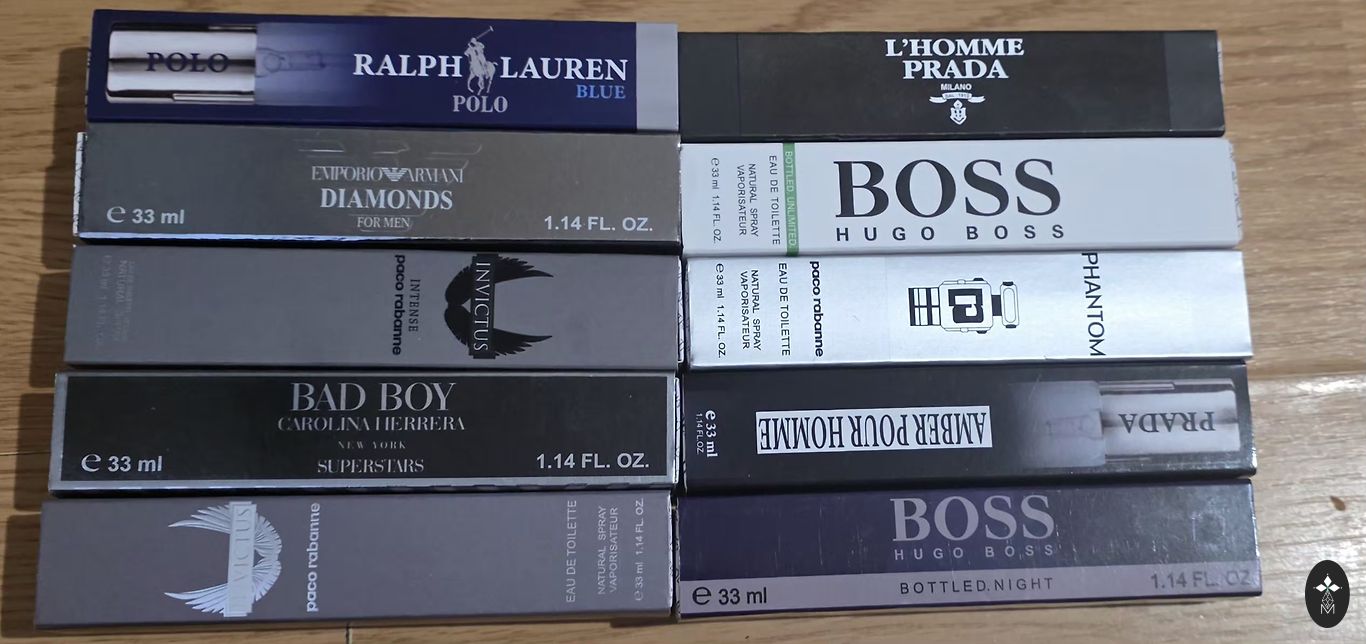 POLO
RALPH LAUREN
BLUE
POLO
L'HOMME
PRADA
MILANO
EMPORIO ARMANI
DIAMONDS
FOR MEN
e 33 ml
1.14 FL. OZ.
BOTTLED. UNLIMITED.
EAU DE TOILETTE
NATURAL SPRAY
VAPORISATEUR
e 33 ml 1.14 FL. OZ.
BOSS
HUGO BOSS
INVICTUS
INTENSE
paco rabanne
PHANTOM
paco rabanne
EAU DE TOILETTE
NATURAL SPRAY
VAPORISATEUR
e 33 ml 1.14 FL. OZ.
BAD BOY
CAROLINA HERRERA
NEW YORK
SUPERSTARS
e 33 ml
1.14 FL. OZ.
PRADA
AMBER POUR HOMME
e 33 ml
1.14 FL.OZ.
INVICTUS
paco rabanne
EAU DE TOILETTE
NATURAL SPRAY
VAPORISATEUR
e 33 ml 1.14 FL. OZ.
BOSS
HUGO BOSS
BOTTLED.NIGHT
e 33 ml
1.14 FL. OZ
M